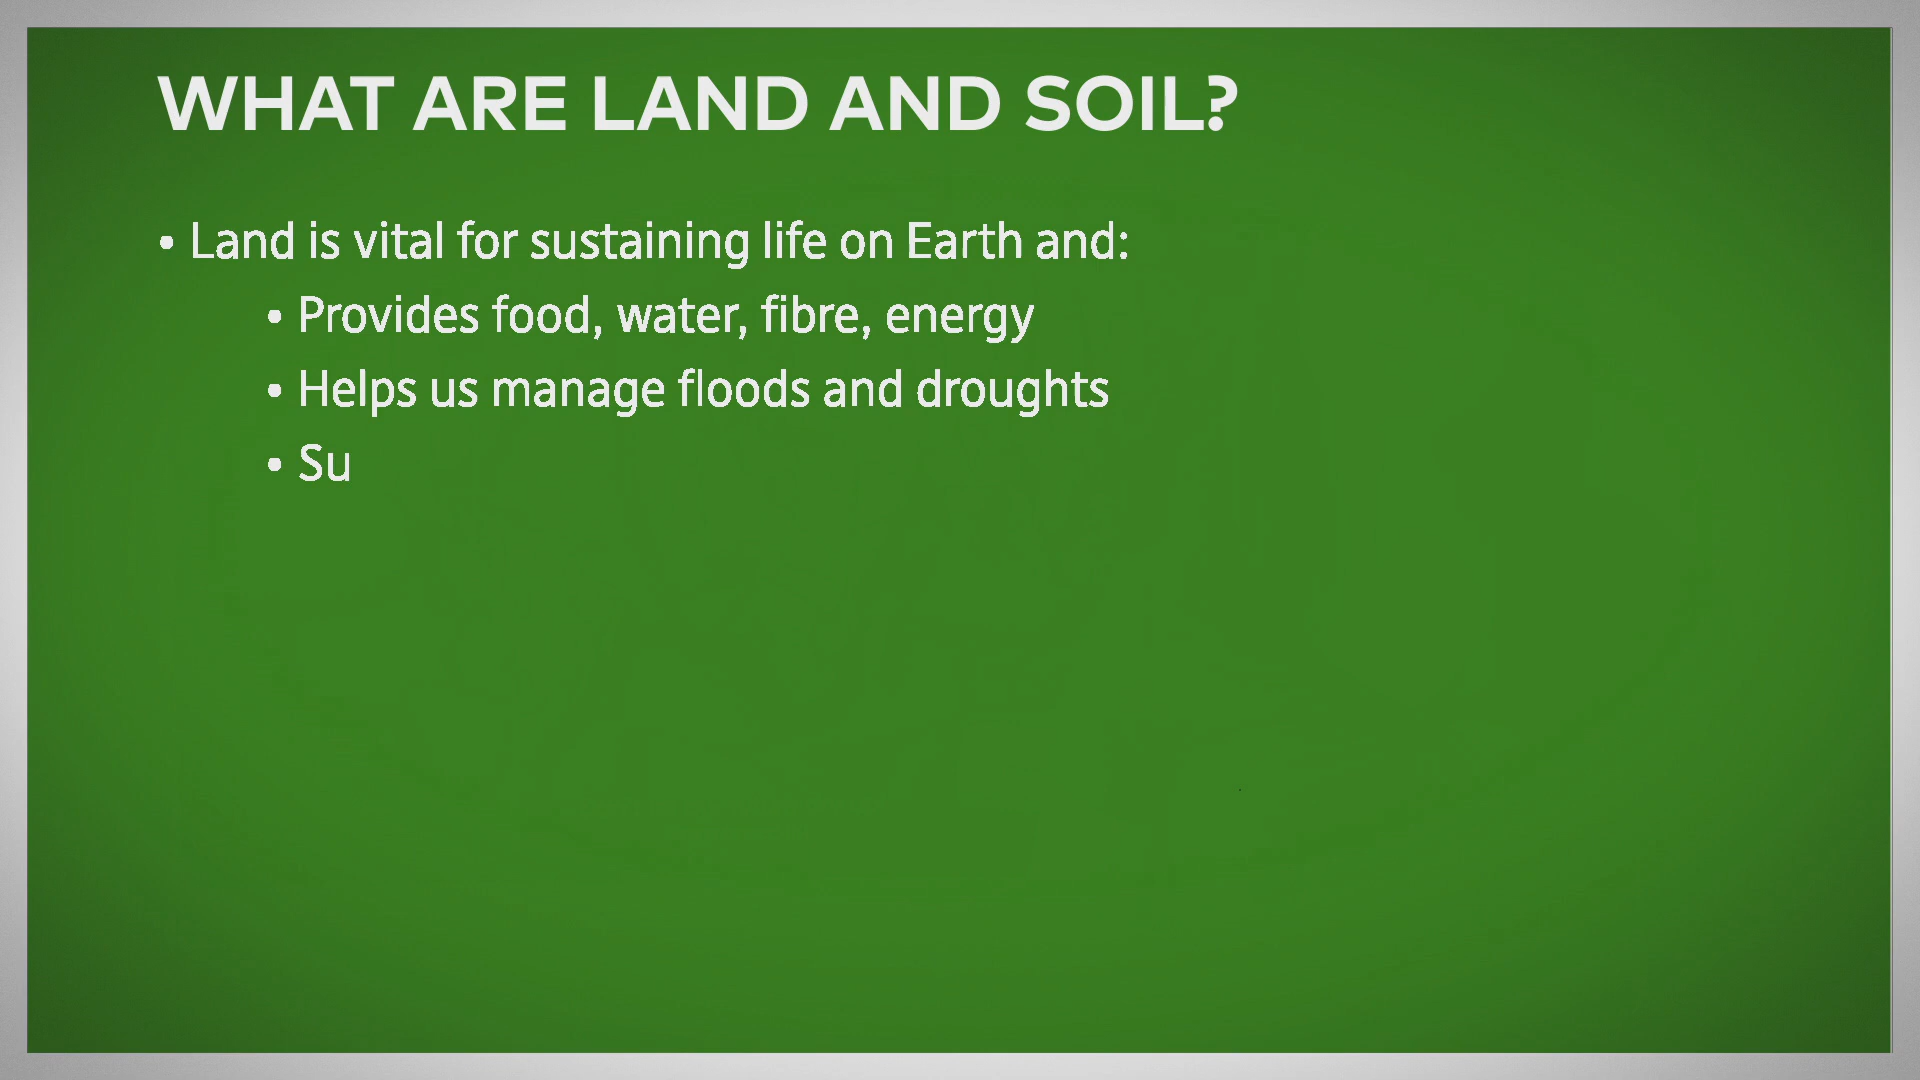 WHAT ARE LAND AND SOIL?
• Land is vital for sustaining life on Earth and:
• Provides food, water, fibre, energy
• Helps us manage floods and droughts
• Su